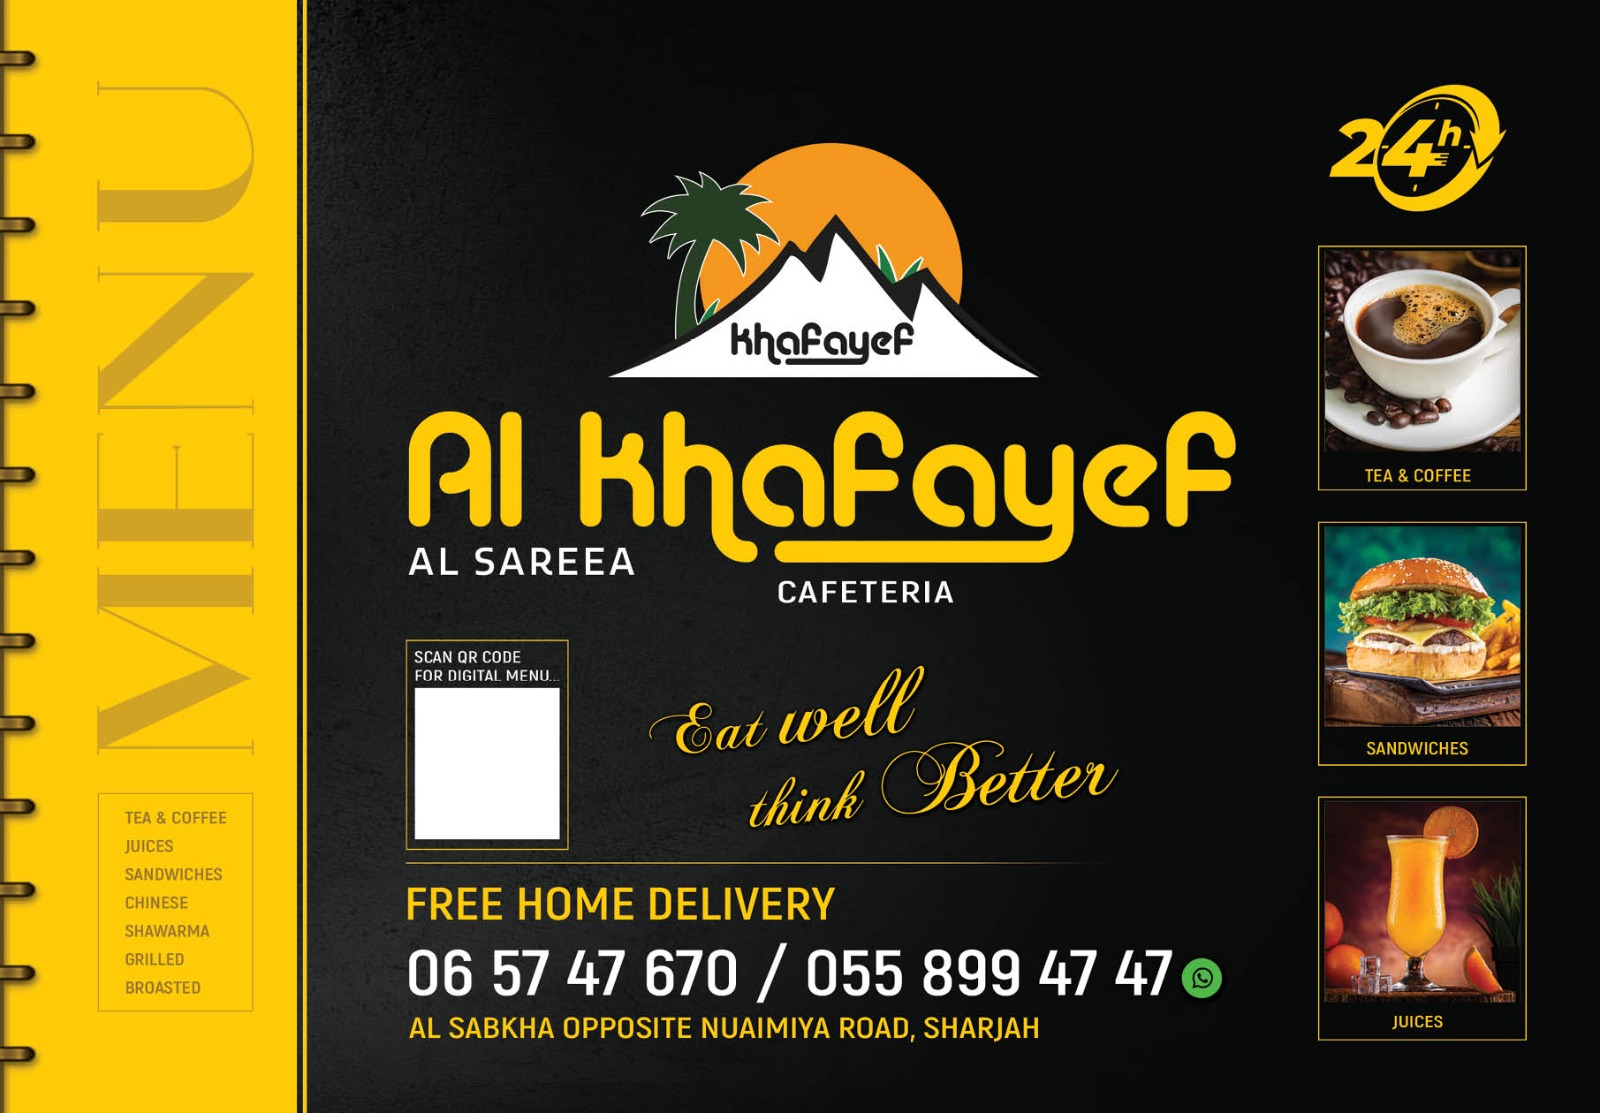 MENU
TEA & COFFEE
JUICES
SANDWICHES
CHINESE
SHAWARMA
GRILLED
BROASTED
khafayef
Al khafayef
AL SAREEA
CAFETERIA
SCAN QR CODE
FOR DIGITAL MENU...
Eat well
think Better
FREE HOME DELIVERY
06 57 47 670 / 055 899 47 47
AL SABKHA OPPOSITE NUAIMIYA ROAD, SHARJAH
24h
TEA & COFFEE
SANDWICHES
JUICES